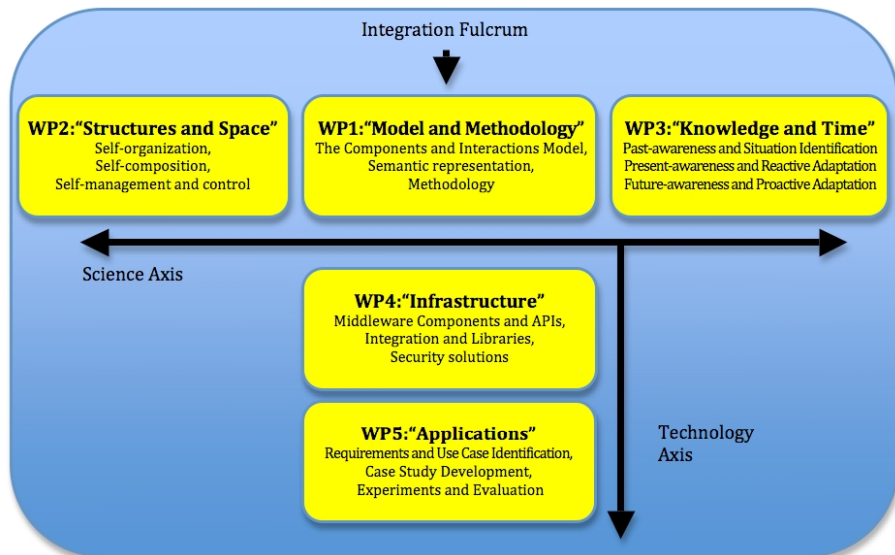 Integration Fulcrum
WP2:“Structures and Space”
Self-organization,
Self-composition,
Self-management and control
WP1:“Model and Methodology”
The Components and Interactions Model,
Semantic representation,
Methodology
WP3:“Knowledge and Time”
Past-awareness and Situation Identification
Present-awareness and Reactive Adaptation
Future-awareness and Proactive Adaptation
Science Axis
WP4:“Infrastructure”
Middleware Components and APIs,
Integration and Libraries,
Security solutions
WP5:“Applications”
Requirements and Use Case Identification,
Case Study Development,
Experiments and Evaluation
Technology
Axis